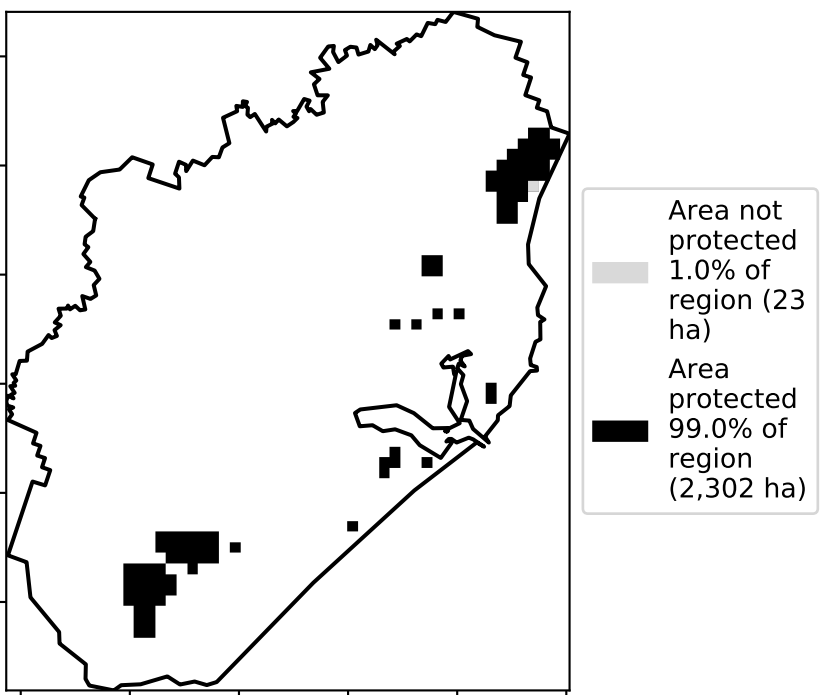 Area not
protected
1.0% of
region (23
ha)
Area
protected
99.0% of
region
(2,302 ha)